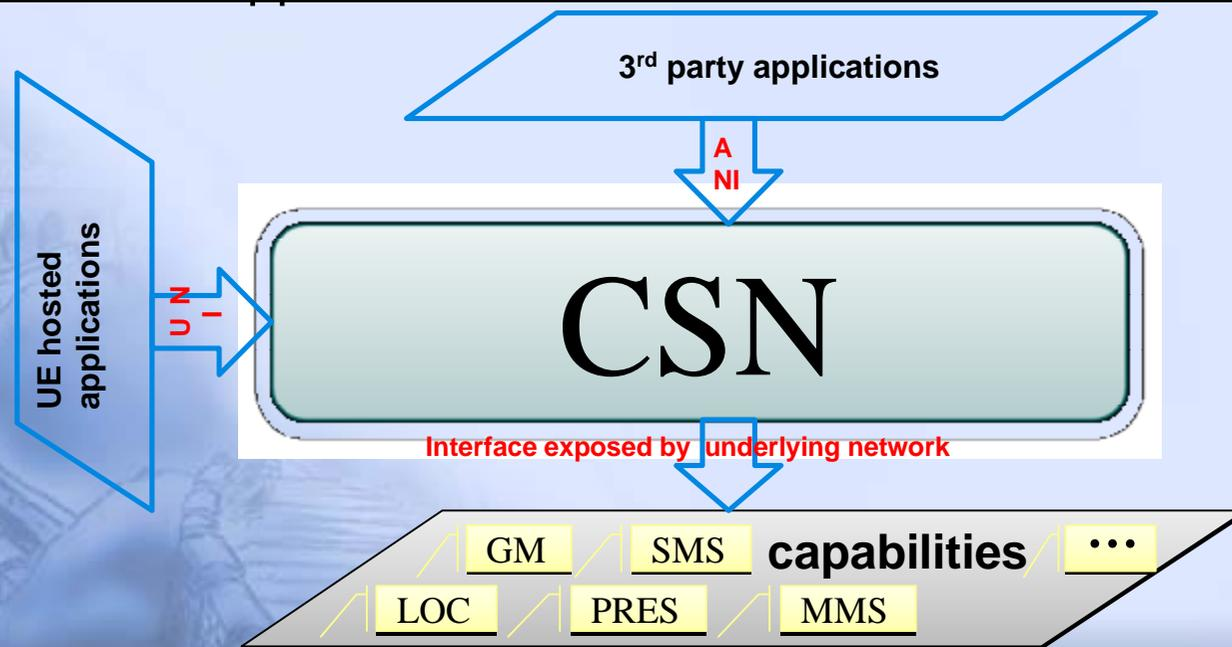 3rd party applications
A
NI
UE hosted
applications
U N
I
CSN
Interface exposed by underlying network
GM
SMS
capabilities
...
LOC
PRES
MMS